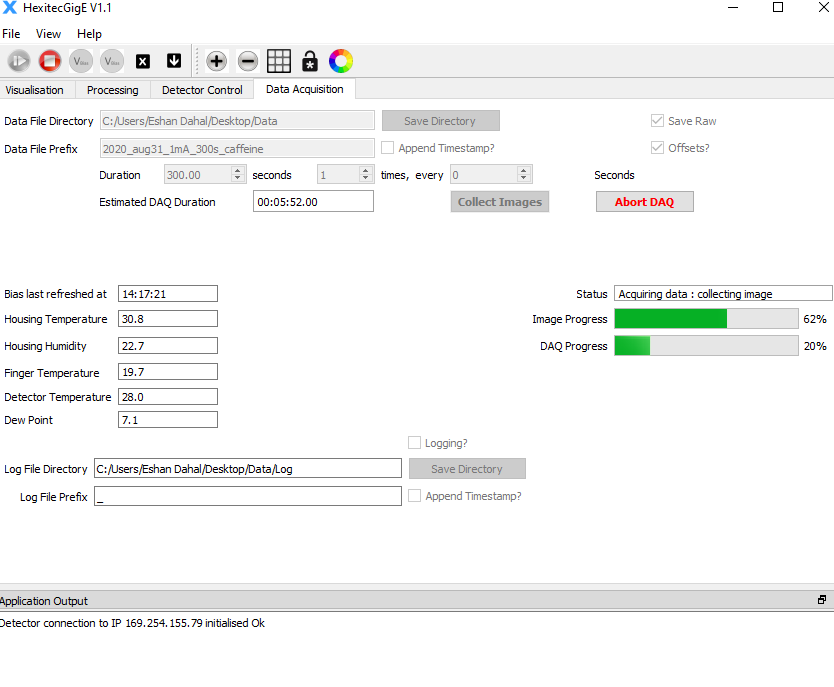 HexitecGigE V1.1
File View Help
Visualisation Processing Detector Control Data Acquisition
Data File Directory C:/Users/Eshan Dahal/Desktop/Data Save Directory Save Raw
Data File Prefix 2020_aug31_1mA_300s_caffeine Append Timestamp? Offsets?
Duration 300.00 seconds 1 times, every 0 Seconds
Estimated DAQ Duration 00:05:52.00 Collect Images Abort DAQ
Bias last refreshed at 14:17:21 Status Acquiring data : collecting image
Housing Temperature 30.8 Image Progress 62%
Housing Humidity 22.7 DAQ Progress 20%
Finger Temperature 19.7
Detector Temperature 28.0
Dew Point 7.1
Logging?
Log File Directory C:/Users/Eshan Dahal/Desktop/Data/Log Save Directory
Log File Prefix _ Append Timestamp?
Application Output
Detector connection to IP 169.254.155.79 initialised Ok